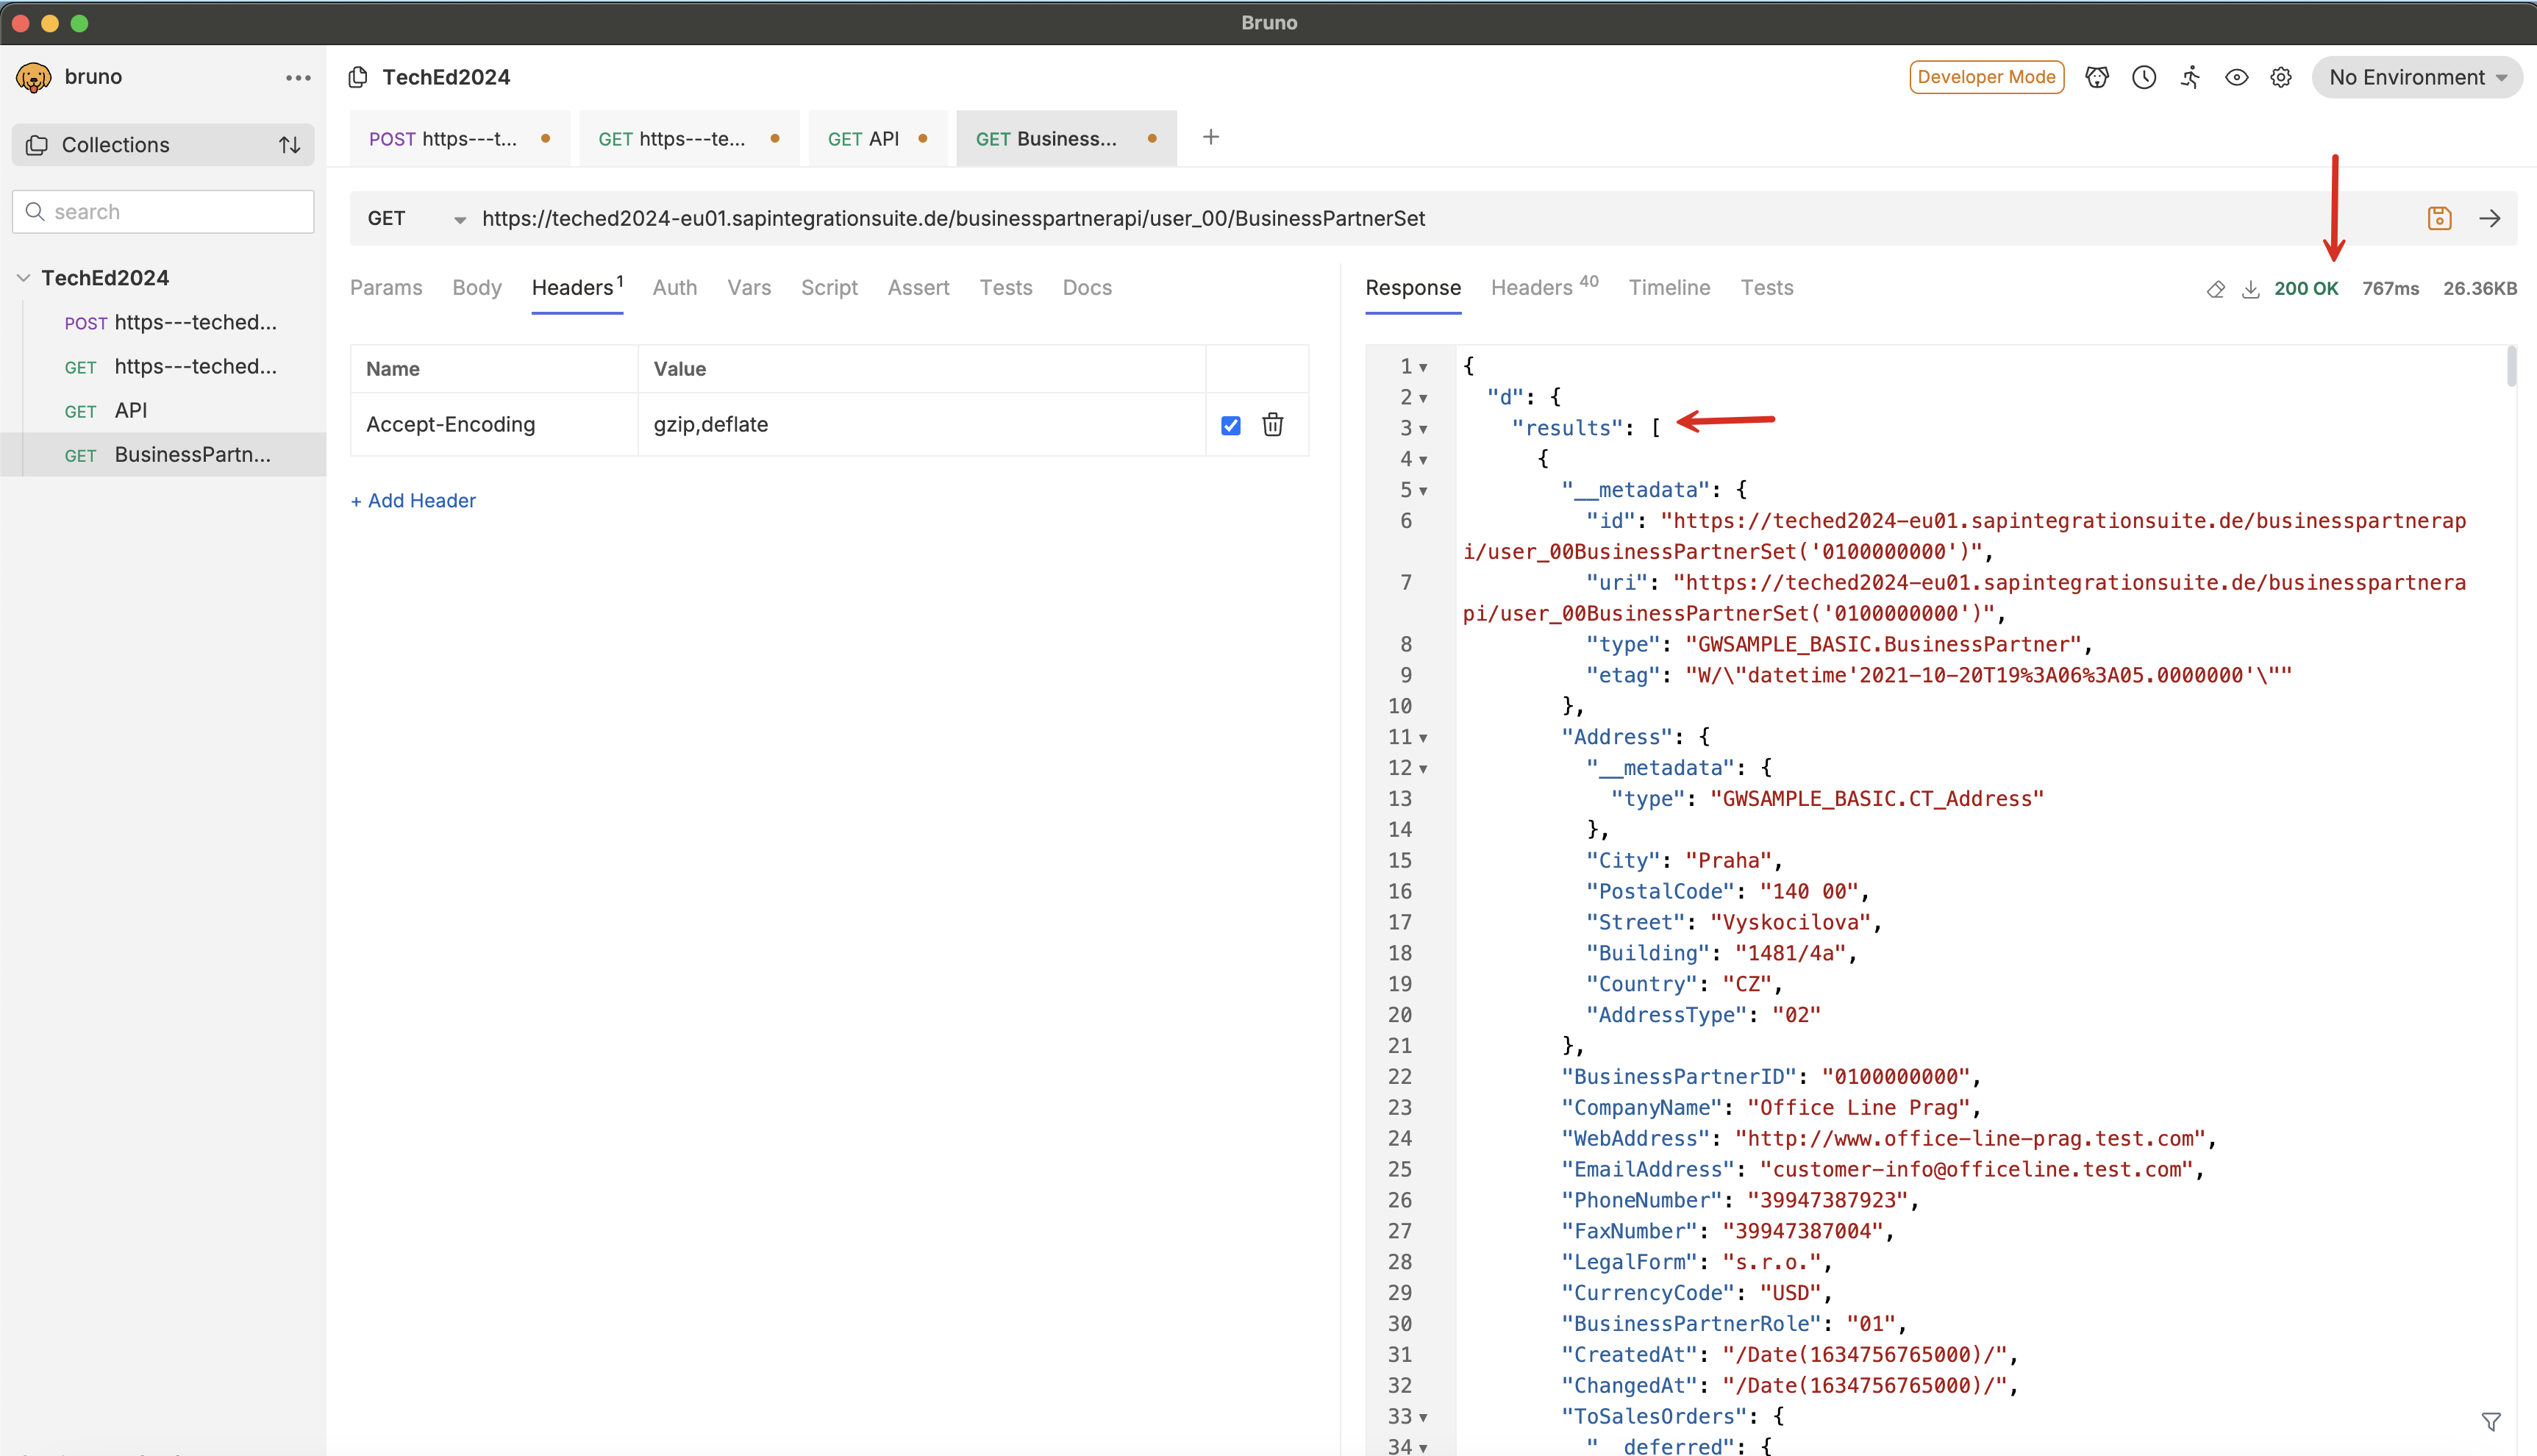 Bruno
bruno
TechEd2024
Developer Mode
No Environment
Collections
POST https---t...
GET https---te...
GET API
GET Business...
search
GET https://teched2024-eu01.sapintegrationsuite.de/businesspartnerapi/user_00/BusinessPartnerSet
TechEd2024
POST https---teched...
GET https---teched...
GET API
GET BusinessPartn...
Params Body Headers 1 Auth Vars Script Assert Tests Docs
Name Value
Accept-Encoding gzip,deflate
+ Add Header
Response Headers 40 Timeline Tests
200 OK 767ms 26.36KB
1 {
2 "d": {
3 "results": [
4 {
5 "__metadata": {
6 "id": "https://teched2024-eu01.sapintegrationsuite.de/businesspartnerap
i/user_00BusinessPartnerSet('0100000000')",
7 "uri": "https://teched2024-eu01.sapintegrationsuite.de/businesspartnera
pi/user_00BusinessPartnerSet('0100000000')",
8 "type": "GWSAMPLE_BASIC.BusinessPartner",
9 "etag": "W/\"datetime'2021-10-20T19%3A06%3A05.0000000'\""
10 },
11 "Address": {
12 "__metadata": {
13 "type": "GWSAMPLE_BASIC.CT_Address"
14 },
15 "City": "Praha",
16 "PostalCode": "140 00",
17 "Street": "Vyskocilova",
18 "Building": "1481/4a",
19 "Country": "CZ",
20 "AddressType": "02"
21 },
22 "BusinessPartnerID": "0100000000",
23 "CompanyName": "Office Line Prag",
24 "WebAddress": "http://www.office-line-prag.test.com",
25 "EmailAddress": "customer-info@officeline.test.com",
26 "PhoneNumber": "39947387923",
27 "FaxNumber": "39947387004",
28 "LegalForm": "s.r.o.",
29 "CurrencyCode": "USD",
30 "BusinessPartnerRole": "01",
31 "CreatedAt": "/Date(1634756765000)/",
32 "ChangedAt": "/Date(1634756765000)/",
33 "ToSalesOrders": {
34 "__deferred": {